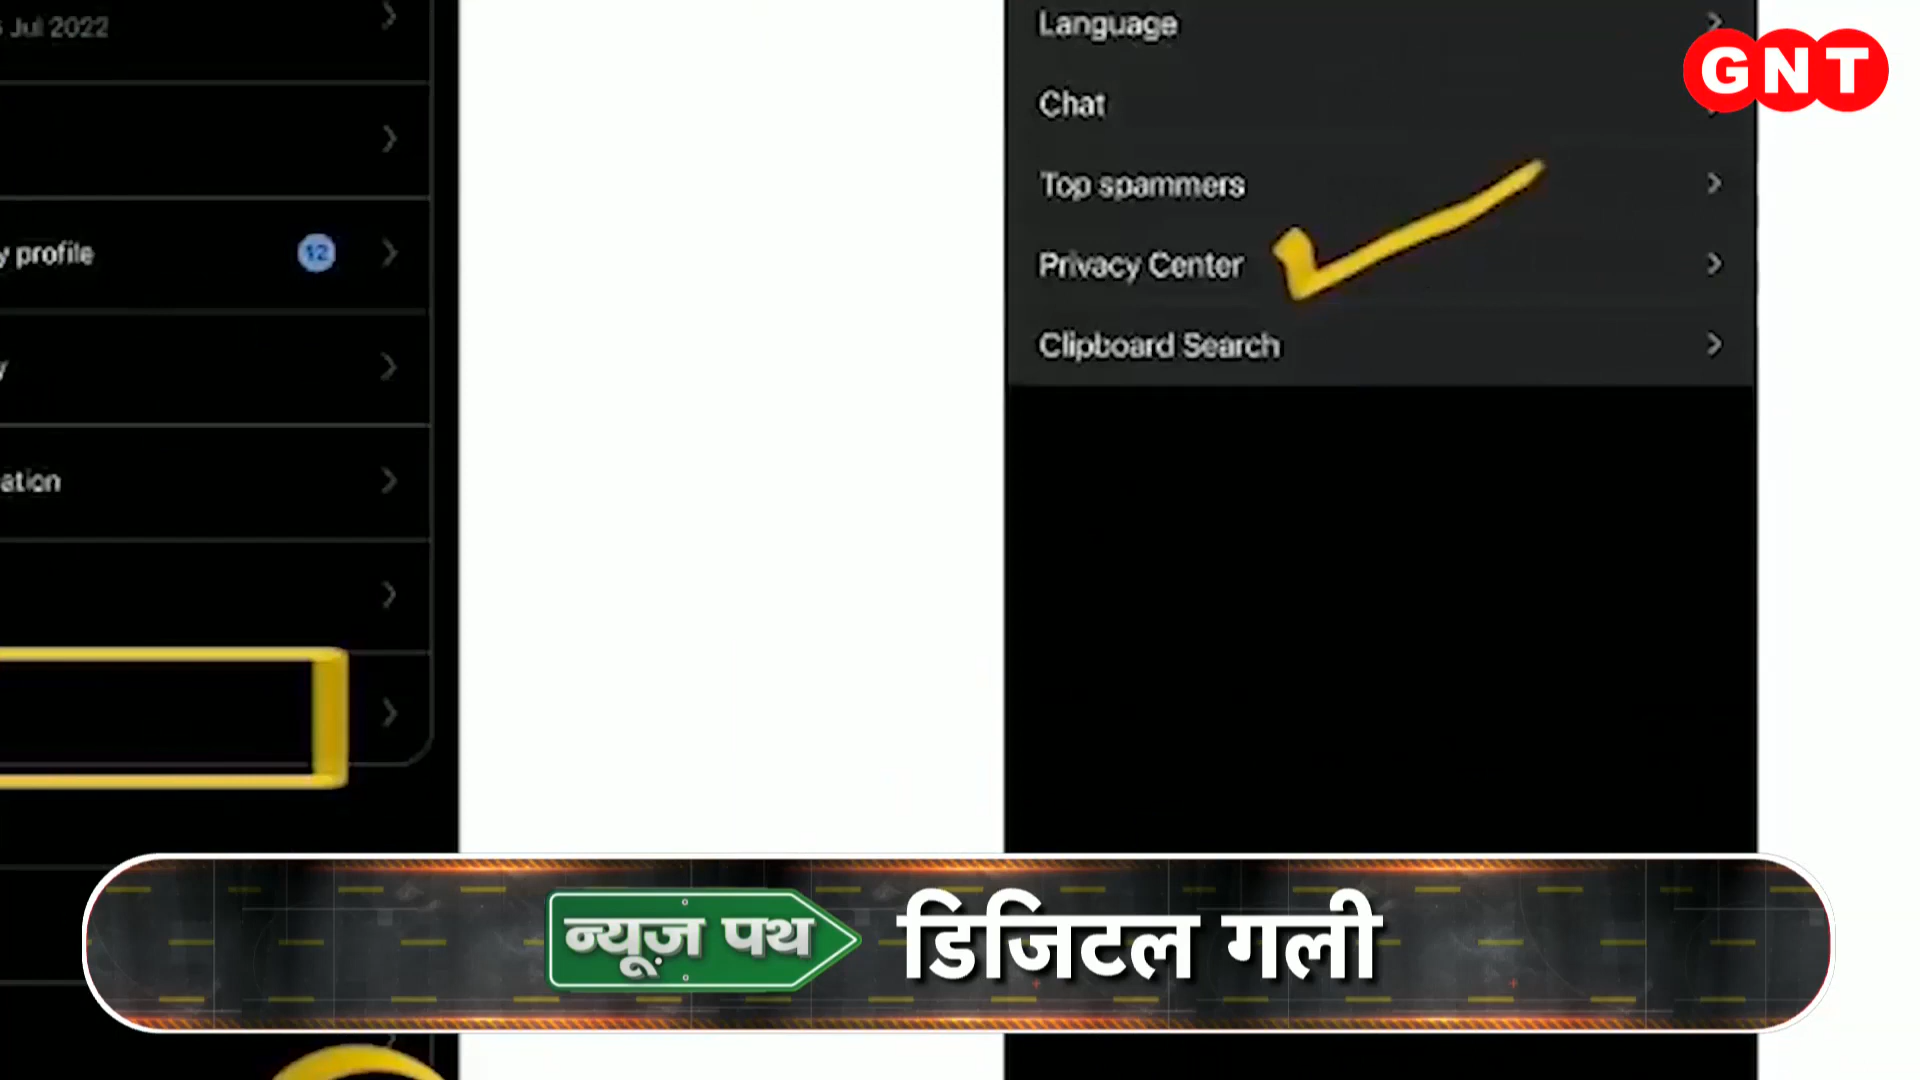 Jul 2022
y profile
12
y
ation
Language
Chat
Top spammers
Privacy Center
Clipboard Search
GNT
न्यूज़ पथ
डिजिटल गली